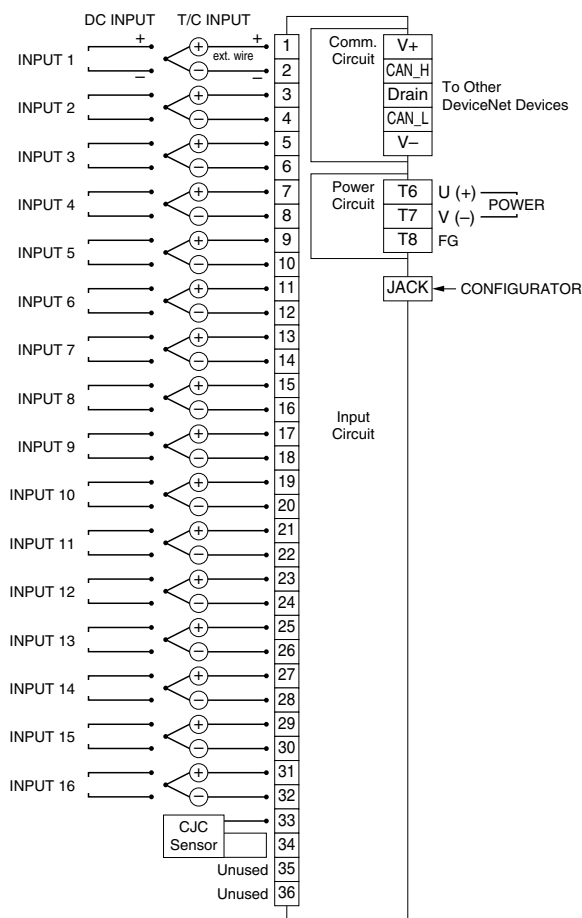 DC INPUT T/C INPUT
+ + + 1
INPUT 1 ext. wire
− − − 2
+ 3
INPUT 2
− 4
+ 5
INPUT 3
− 6
+ 7
INPUT 4
− 8
+ 9
INPUT 5
− 10
+ 11
INPUT 6
− 12
+ 13
INPUT 7
− 14
+ 15
INPUT 8
− 16
+ 17
INPUT 9
− 18
+ 19
INPUT 10
− 20
+ 21
INPUT 11
− 22
+ 23
INPUT 12
− 24
+ 25
INPUT 13
− 26
+ 27
INPUT 14
− 28
+ 29
INPUT 15
− 30
+ 31
INPUT 16
− 32
CJC
Sensor
33
34
Unused 35
Unused 36
Comm.
Circuit
V+
CAN_H
Drain
CAN_L
V−
To Other
DeviceNet Devices
Power
Circuit
T6 U (+)
T7 V (−)
POWER
T8 FG
JACK CONFIGURATOR
Input
Circuit